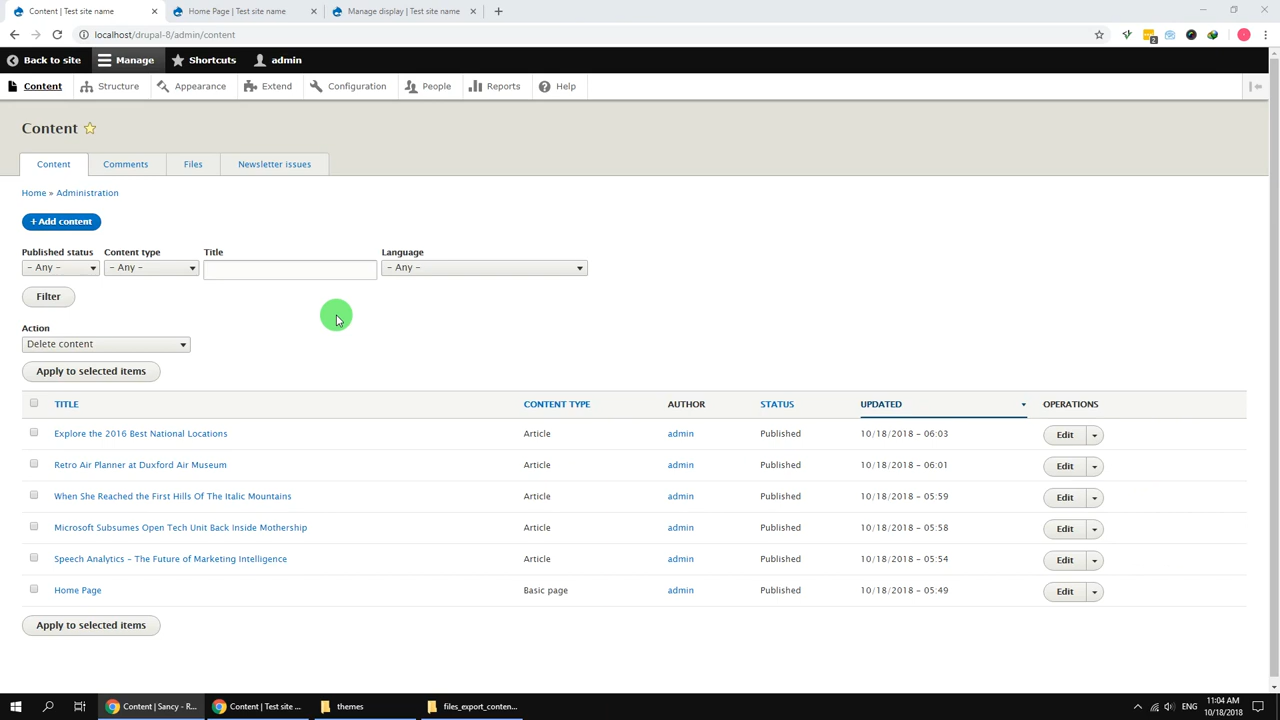 Content | Test site name
Home Page | Test site name
Manage display | Test site name
localhost/drupal-8/admin/content
2
Back to site
Manage
Shortcuts
admin
Content
Structure
Appearance
Extend
Configuration
People
Reports
Help
Content
Content
Comments
Files
Newsletter issues
Home » Administration
+ Add content
Published status
Content type
Title
Language
- Any -
- Any -
- Any -
Filter
Action
Delete content
Apply to selected items
TITLE CONTENT TYPE AUTHOR STATUS UPDATED OPERATIONS
Explore the 2016 Best National Locations Article admin Published 10/18/2018 - 06:03 Edit
Retro Air Planner at Duxford Air Museum Article admin Published 10/18/2018 - 06:01 Edit
When She Reached the First Hills Of The Italic Mountains Article admin Published 10/18/2018 - 05:59 Edit
Microsoft Subsumes Open Tech Unit Back Inside Mothership Article admin Published 10/18/2018 - 05:58 Edit
Speech Analytics - The Future of Marketing Intelligence Article admin Published 10/18/2018 - 05:54 Edit
Home Page Basic page admin Published 10/18/2018 - 05:49 Edit
Apply to selected items
Content | Sancy - R...
Content | Test site ...
themes
files_export_conten...
ENG
11:04 AM
10/18/2018